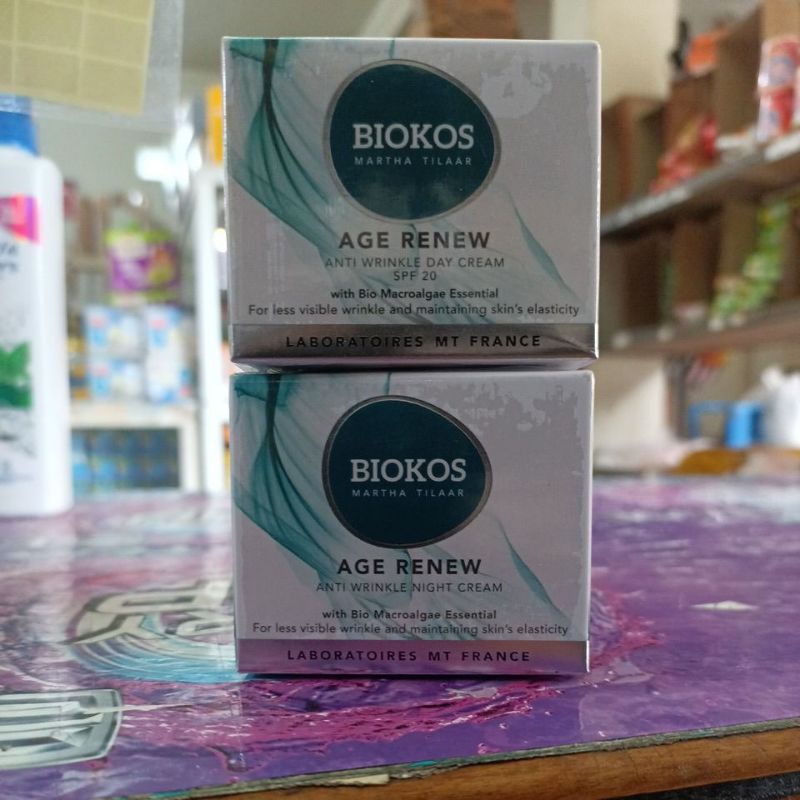 BIOKOS
MARTHA TILAAR
AGE RENEW
ANTI WRINKLE DAY CREAM
SPF 20
with Bio Macroalgae Essential
For less visible wrinkle and maintaining skin's elasticity
LABORATOIRES MT FRANCE
BIOKOS
MARTHA TILAAR
AGE RENEW
ANTI WRINKLE NIGHT CREAM
with Bio Macroalgae Essential
For less visible wrinkle and maintaining skin's elasticity
LABORATOIRES MT FRANCE